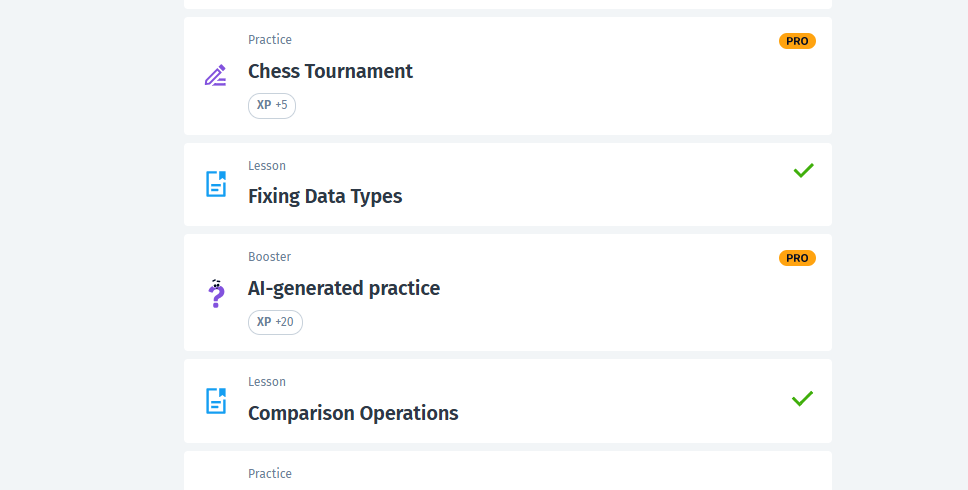 Practice
PRO
Chess Tournament
XP +5
Lesson
Fixing Data Types
Booster
PRO
AI-generated practice
XP +20
Lesson
Comparison Operations
Practice